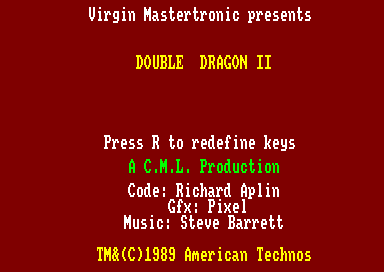 Virgin Mastertronic presents
DOUBLE DRAGON II
Press R to redefine keys
A C.M.L. Production
Code: Richard Aplin
Gfx: Pixel
Music: Steve Barrett
TM&(C)1989 American Technos